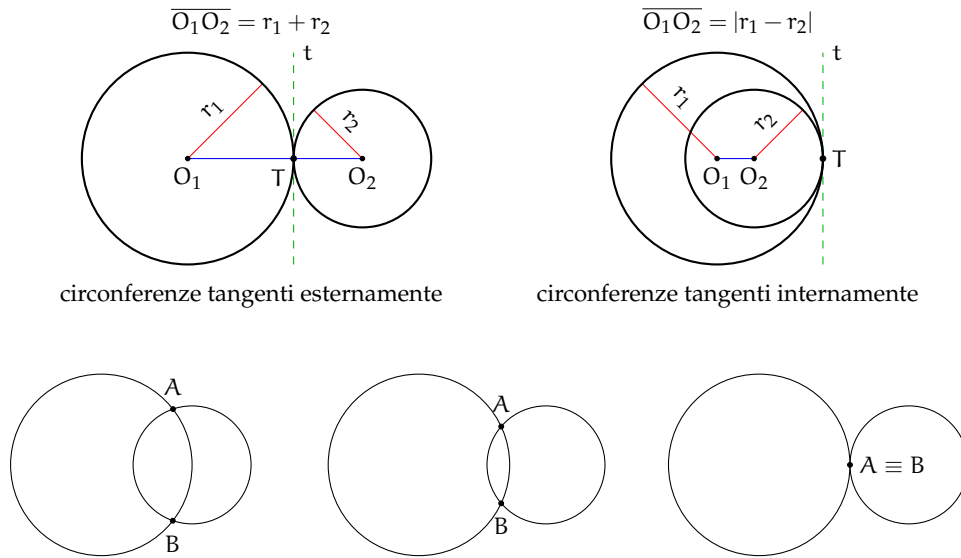 O₁O₂ = r₁ + r₂
t
r₁
r₂
O₁
T
O₂
circonferenze tangenti esternamente
O₁O₂ = |r₁ − r₂|
t
r₁
r₂
O₁
O₂
T
circonferenze tangenti internamente
A
B
A
B
A ≡ B